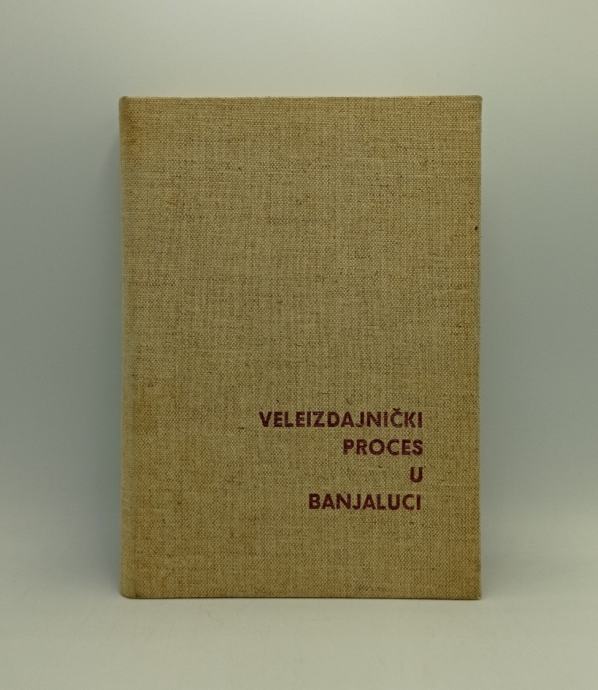 VELEIZDAJNIČKI
PROCES
U
BANJALUCI